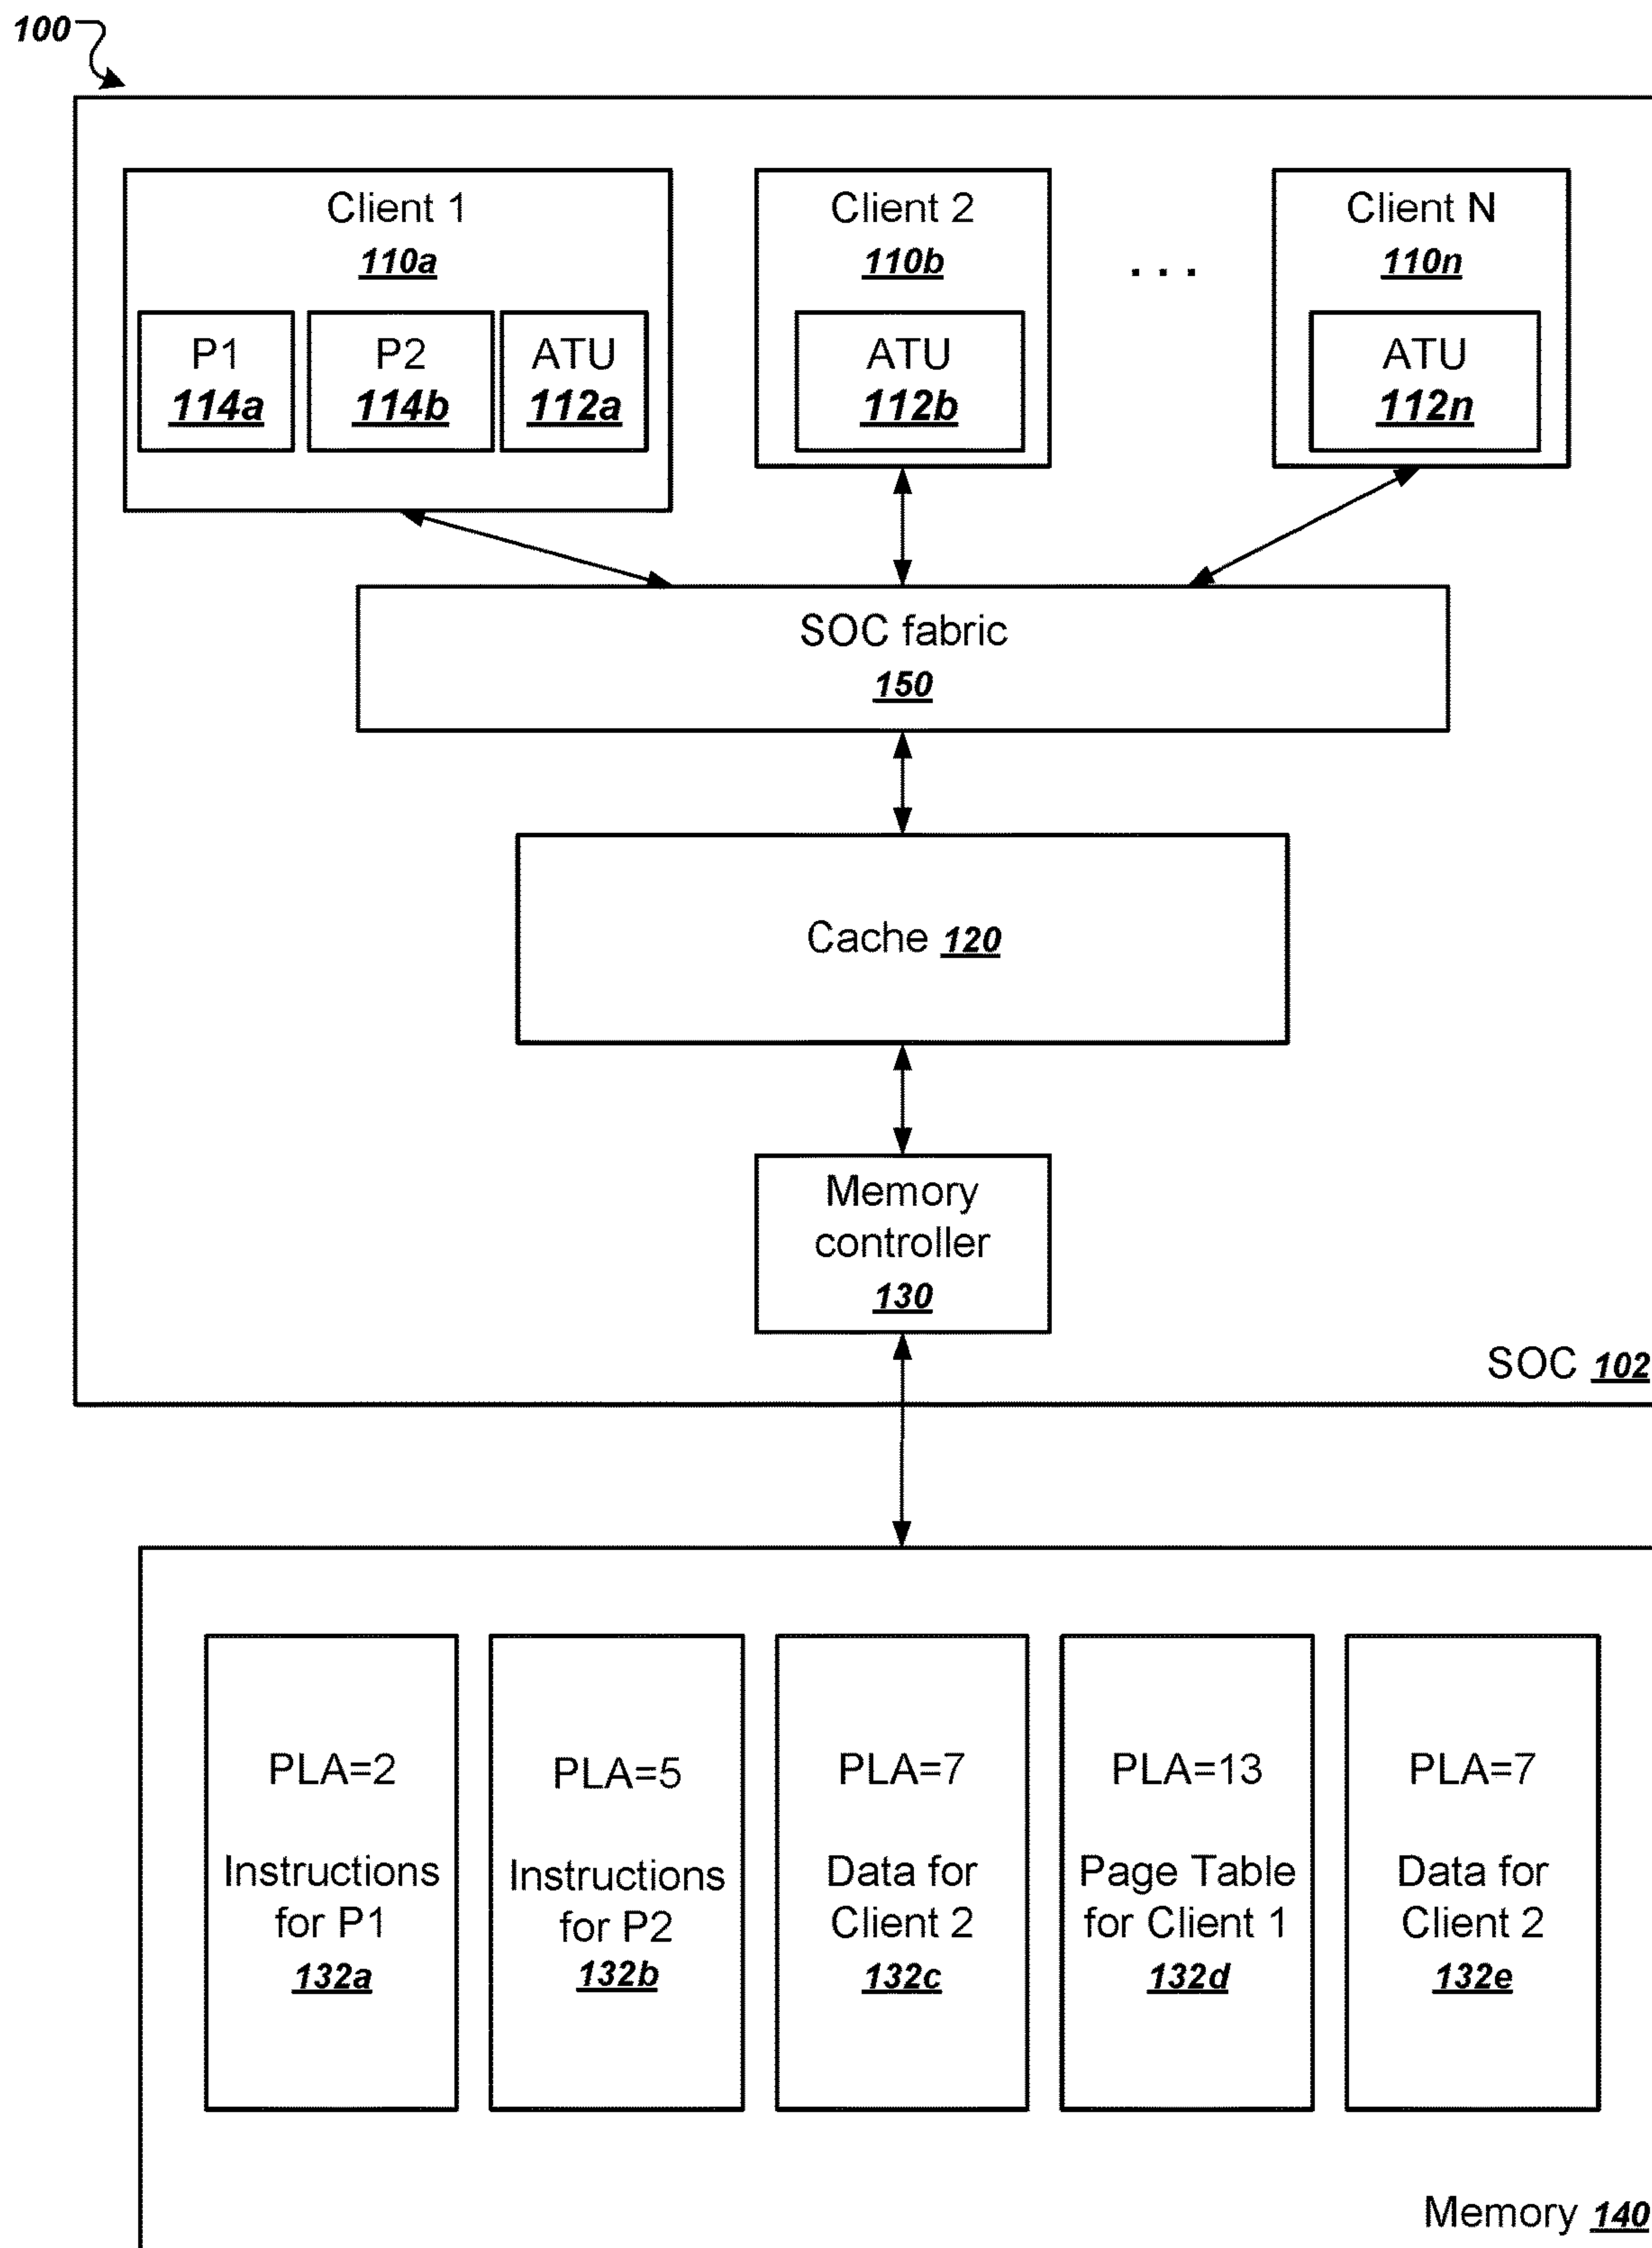 100
Client 1
110a
P1
114a
P2
114b
ATU
112a
Client 2
110b
ATU
112b
. . .
Client N
110n
ATU
112n
SOC fabric
150
Cache 120
Memory
controller
130
SOC 102
PLA=2
Instructions
for P1
132a
PLA=5
Instructions
for P2
132b
PLA=7
Data for
Client 2
132c
PLA=13
Page Table
for Client 1
132d
PLA=7
Data for
Client 2
132e
Memory 140